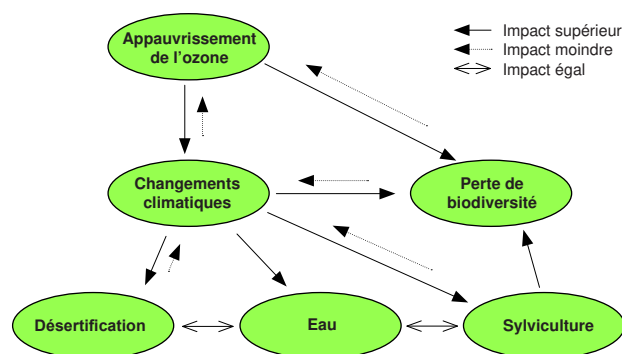 Appauvrissement
de l'ozone
Impact supérieur
Impact moindre
Impact égal
Changements
climatiques
Perte de
biodiversité
Désertification
Eau
Sylviculture